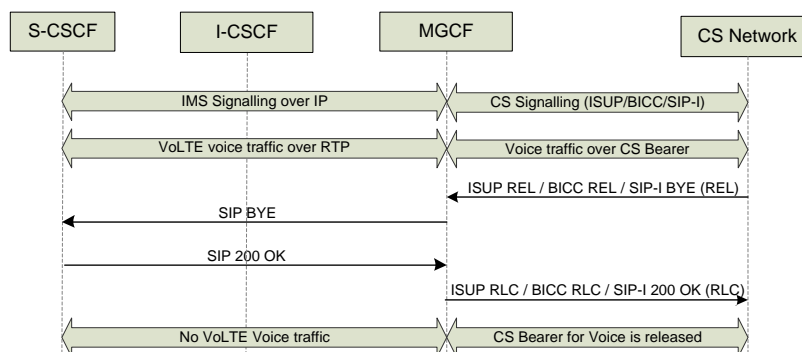 S-CSCF
I-CSCF
MGCF
CS Network
IMS Signalling over IP
CS Signalling (ISUP/BICC/SIP-I)
VoLTE voice traffic over RTP
Voice traffic over CS Bearer
ISUP REL / BICC REL / SIP-I BYE (REL)
SIP BYE
SIP 200 OK
ISUP RLC / BICC RLC / SIP-I 200 OK (RLC)
No VoLTE Voice traffic
CS Bearer for Voice is released